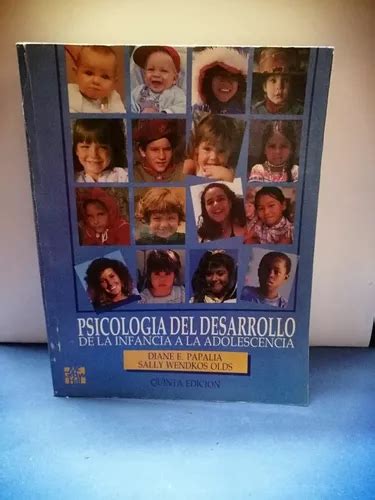 PSICOLOGIA DEL DESARROLLO
DE LA INFANCIA A LA ADOLESCENCIA
DIANE E. PAPALIA
SALLY WENDKOS OLDS
QUINTA EDICION